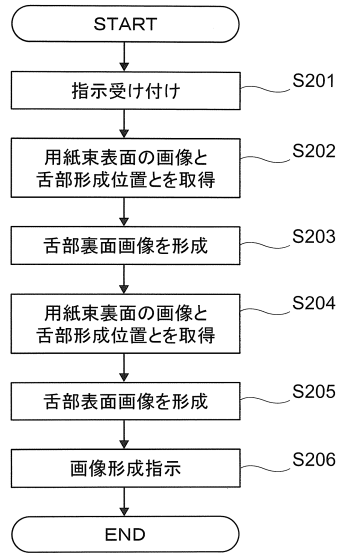 START
指示受け付け
S201
用紙束表面の画像と
舌部形成位置とを取得
S202
舌部裏面画像を形成
S203
用紙束裏面の画像と
舌部形成位置とを取得
S204
舌部表面画像を形成
S205
画像形成指示
S206
END